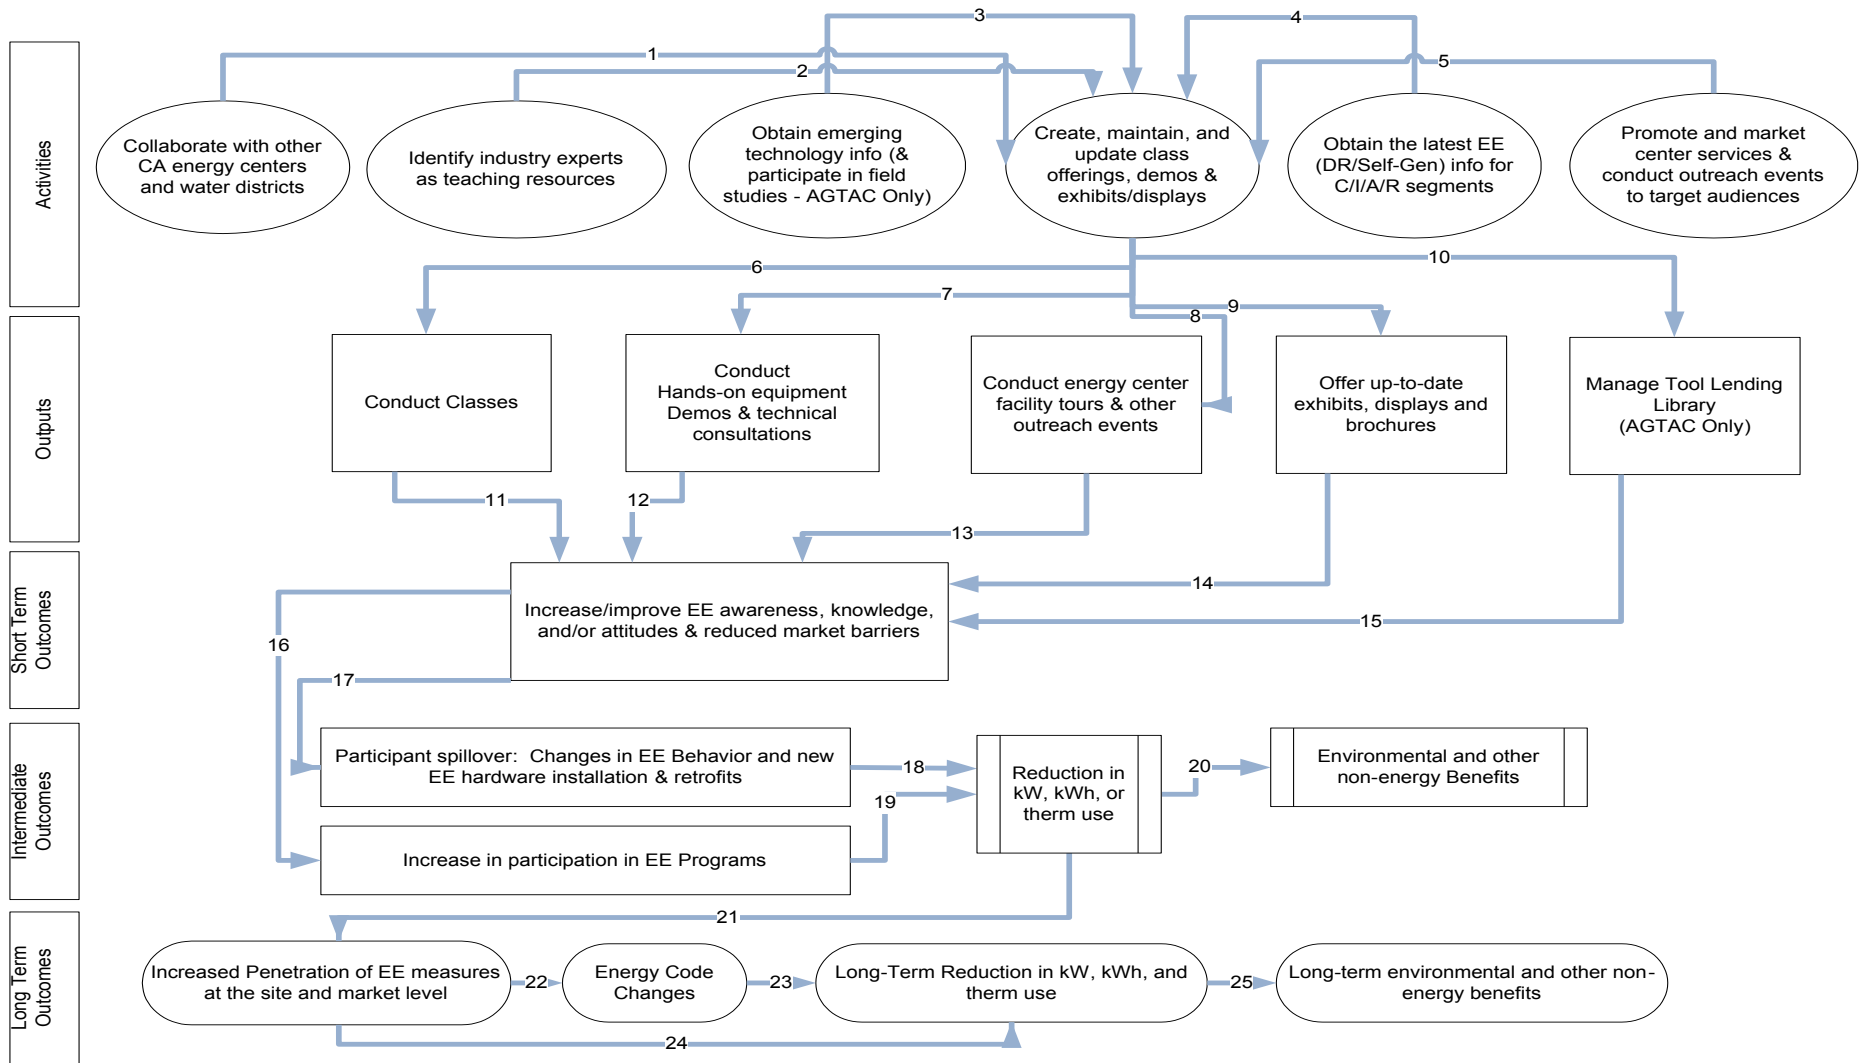 3
4
1
2
5
Activities
Collaborate with other
CA energy centers
and water districts
Identify industry experts
as teaching resources
Obtain emerging
technology info (&
participate in field
studies - AGTAC Only)
Create, maintain, and
update class
offerings, demos &
exhibits/displays
Obtain the latest EE
(DR/Self-Gen) info for
C/I/A/R segments
Promote and market
center services &
conduct outreach events
to target audiences
6
7
8
9
10
Outputs
Conduct Classes
Conduct
Hands-on equipment
Demos & technical
consultations
Conduct energy center
facility tours & other
outreach events
Offer up-to-date
exhibits, displays and
brochures
Manage Tool Lending
Library
(AGTAC Only)
11
12
13
14
15
Short Term
Outcomes
Increase/improve EE awareness, knowledge,
and/or attitudes & reduced market barriers
16
17
Intermediate
Outcomes
Participant spillover:  Changes in EE Behavior and new
EE hardware installation & retrofits
Increase in participation in EE Programs
18
19
Reduction in
kW, kWh, or
therm use
20
Environmental and other
non-energy Benefits
21
Long Term
Outcomes
Increased Penetration of EE measures
at the site and market level
22
Energy Code
Changes
23
Long-Term Reduction in kW, kWh, and
therm use
25
Long-term environmental and other non-
energy benefits
24